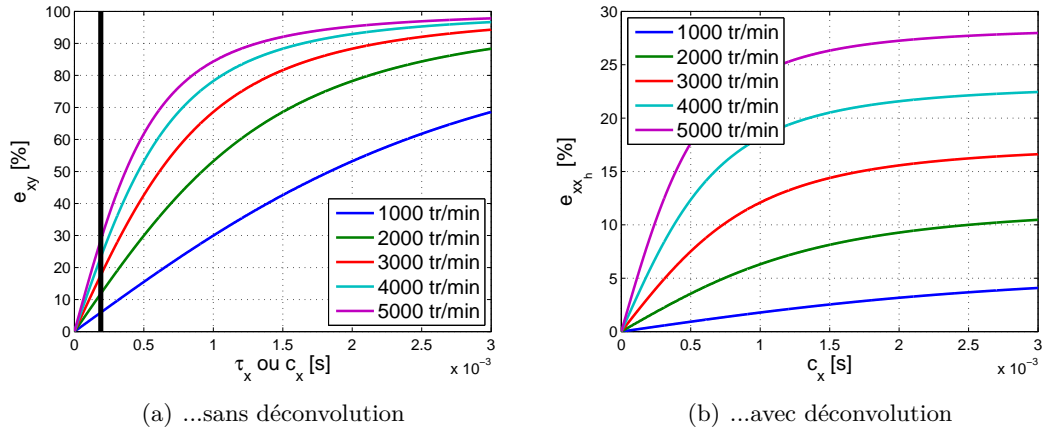 100
90
80
70
60
50
40
30
20
10
0
e_xy [%]
0 0.5 1 1.5 2 2.5 3
x 10⁻³
τ_x ou c_x [s]
1000 tr/min
2000 tr/min
3000 tr/min
4000 tr/min
5000 tr/min
(a) ...sans déconvolution
30
25
20
15
10
5
0
e_xx_h [%]
0 0.5 1 1.5 2 2.5 3
x 10⁻³
c_x [s]
1000 tr/min
2000 tr/min
3000 tr/min
4000 tr/min
5000 tr/min
(b) ...avec déconvolution